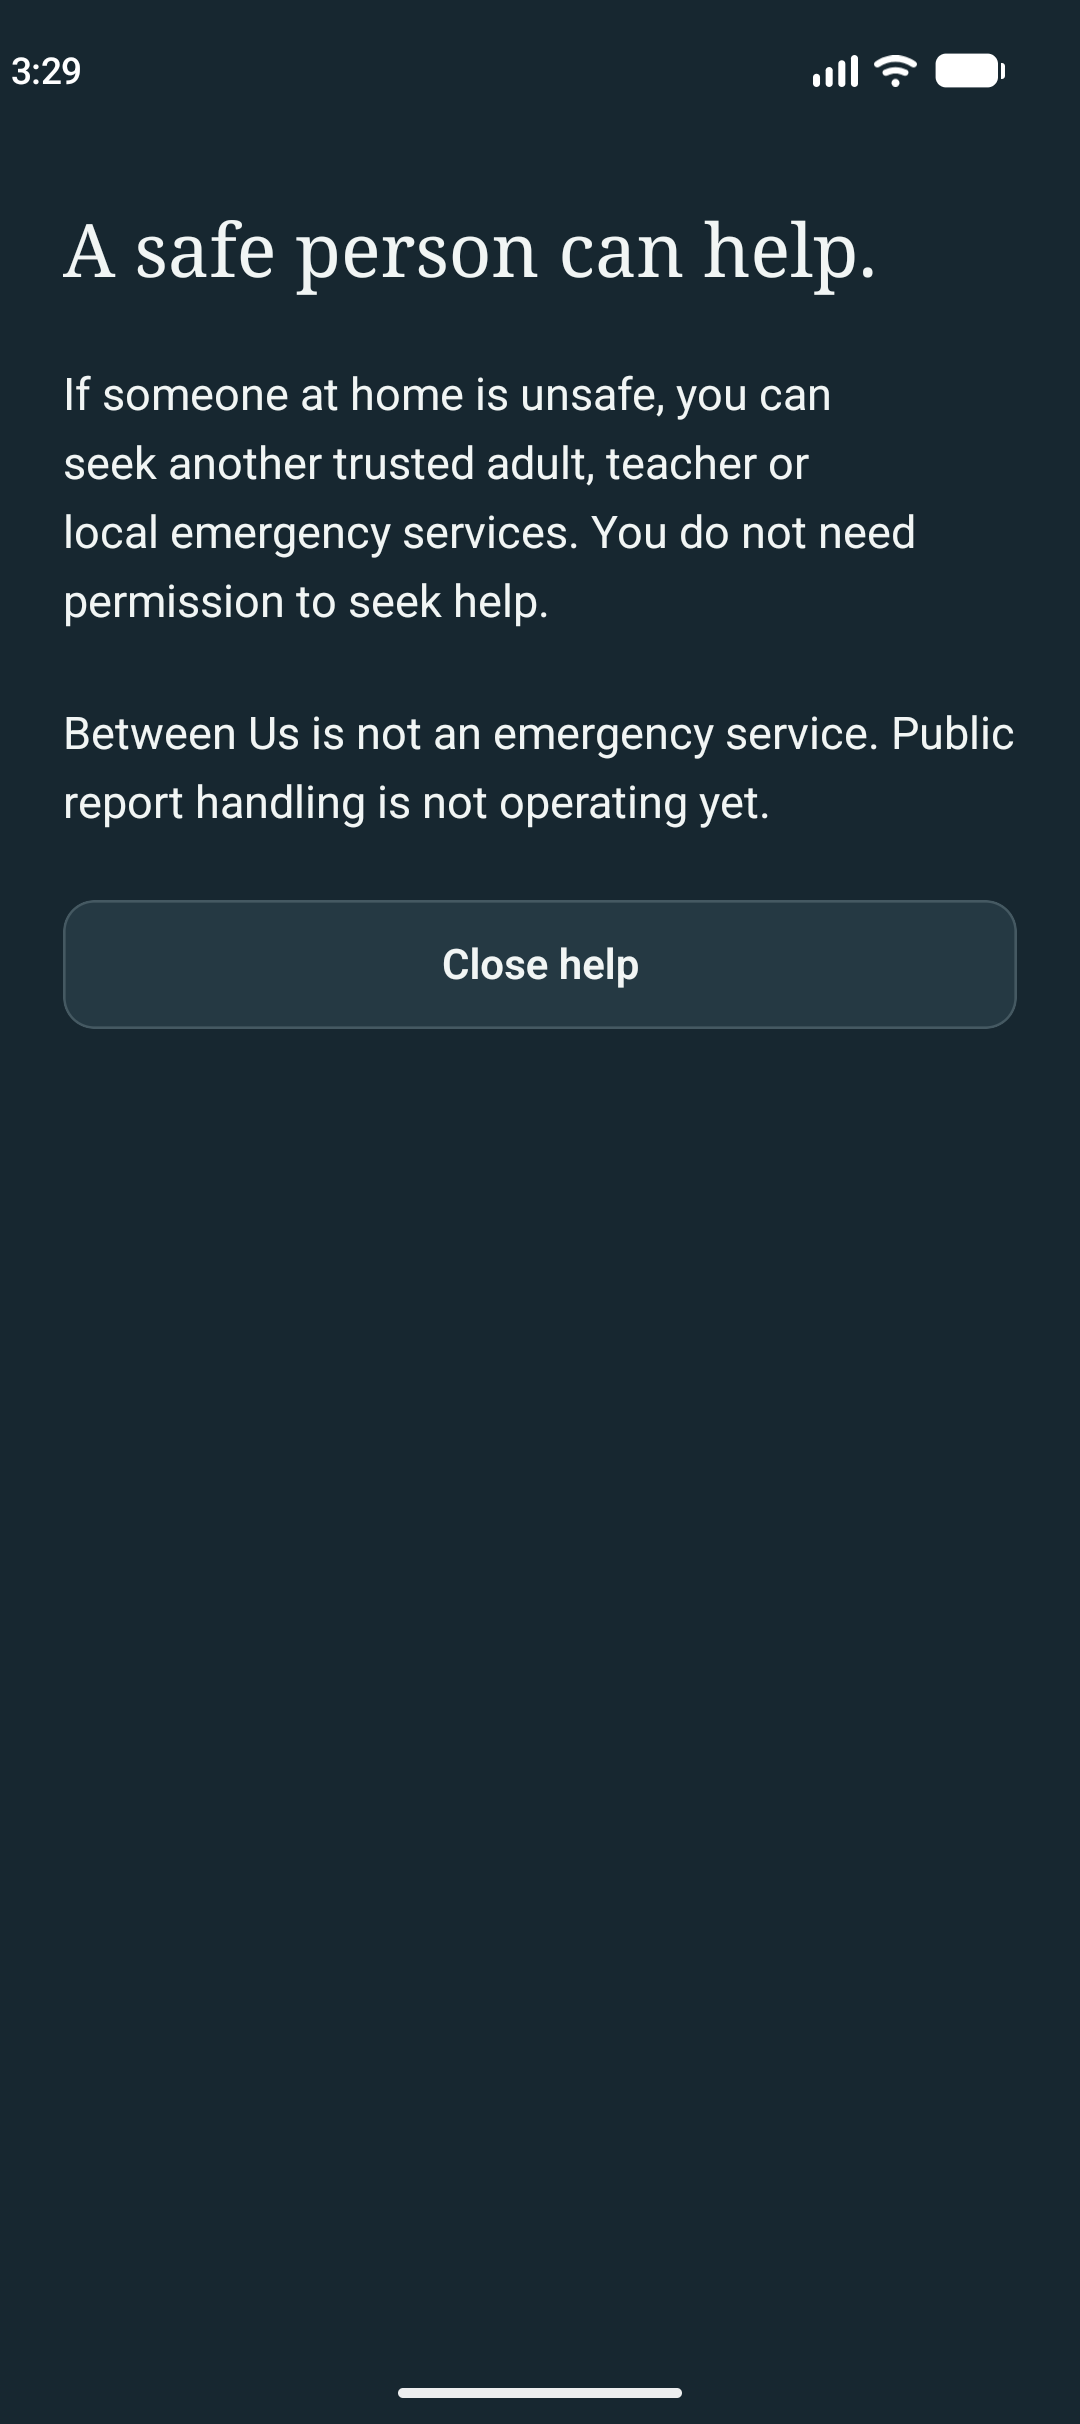 3:29
A safe person can help.
If someone at home is unsafe, you can
seek another trusted adult, teacher or
local emergency services. You do not need
permission to seek help.
Between Us is not an emergency service. Public
report handling is not operating yet.
Close help